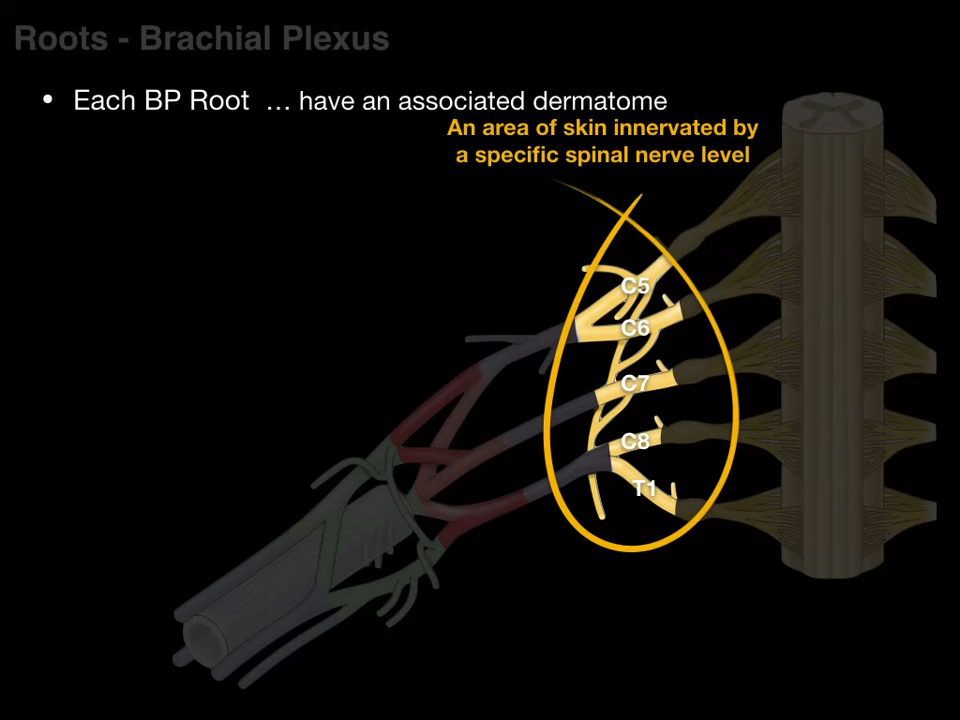 Roots - Brachial Plexus
• Each BP Root … have an associated dermatome
An area of skin innervated by
a specific spinal nerve level
C5
C6
C7
C8
T1